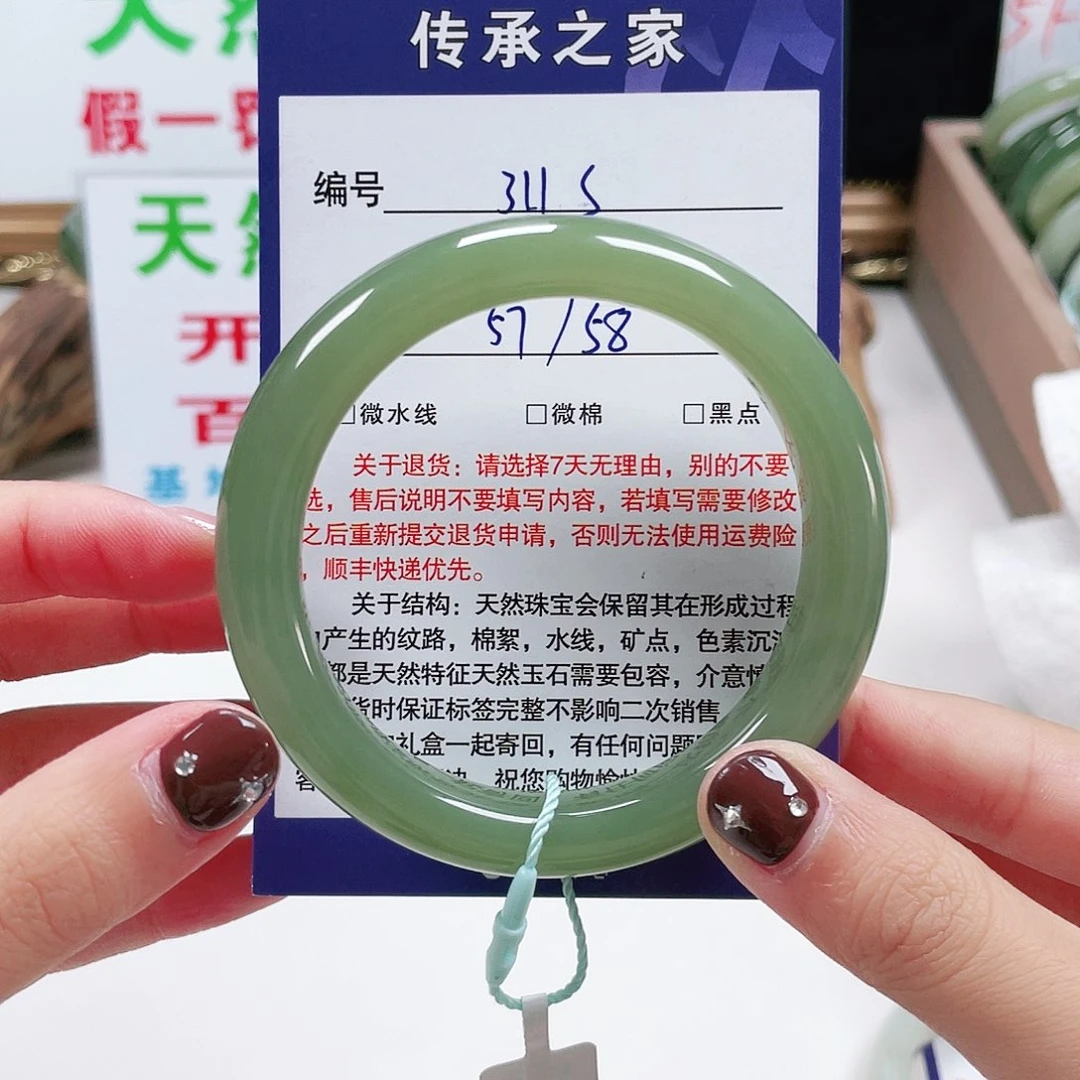 传承之家
编号 311 S
57/58
□微水线 □微棉 □黑点
关于退货：请选择7天无理由，别的不要
选，售后说明不要填写内容，若填写需要修改
之后重新提交退货申请，否则无法使用运费险
，顺丰快递优先。
关于结构：天然珠宝会保留其在形成过程
产生的纹路，棉絮，水线，矿点，色素沉
都是天然特征天然玉石需要包容，介意
货时保证标签完整不影响二次销售
礼盒一起寄回，有任何问题
祝您购物愉
假一
天
开
百
基